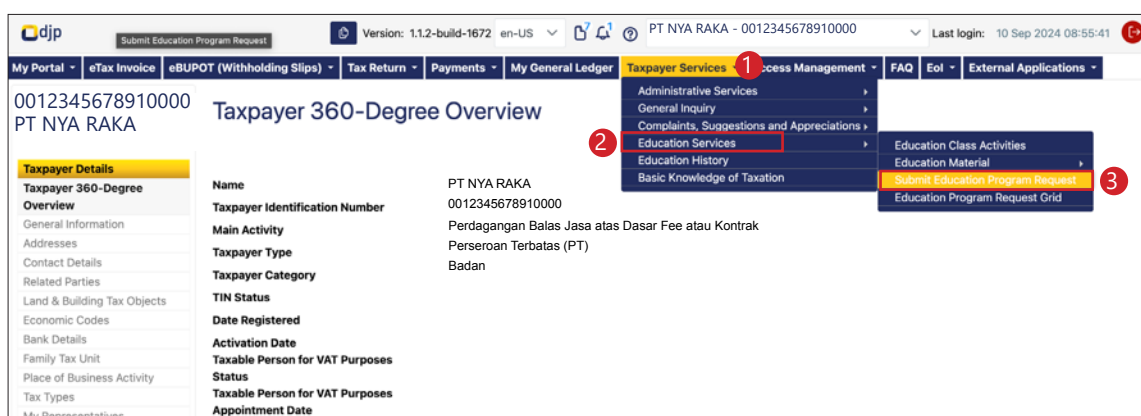 djp
Submit Education Program Request
Version: 1.1.2-build-1672
en-US
7
1
PT NYA RAKA - 0012345678910000
Last login: 10 Sep 2024 08:55:41
My Portal
eTax Invoice
eBUPOT (Withholding Slips)
Tax Return
Payments
My General Ledger
Taxpayer Services
1
ccess Management
FAQ
EoI
External Applications
0012345678910000
PT NYA RAKA
Taxpayer 360-Degree Overview
Administrative Services
General Inquiry
Complaints, Suggestions and Appreciations
2
Education Services
Education History
Basic Knowledge of Taxation
Education Class Activities
Education Material
Submit Education Program Request
3
Education Program Request Grid
Taxpayer Details
Taxpayer 360-Degree
Overview
General Information
Addresses
Contact Details
Related Parties
Land & Building Tax Objects
Economic Codes
Bank Details
Family Tax Unit
Place of Business Activity
Tax Types
My Representatives
Name
PT NYA RAKA
Taxpayer Identification Number
0012345678910000
Main Activity
Perdagangan Balas Jasa atas Dasar Fee atau Kontrak
Taxpayer Type
Perseroan Terbatas (PT)
Taxpayer Category
Badan
TIN Status
Date Registered
Activation Date
Taxable Person for VAT Purposes
Status
Taxable Person for VAT Purposes
Appointment Date